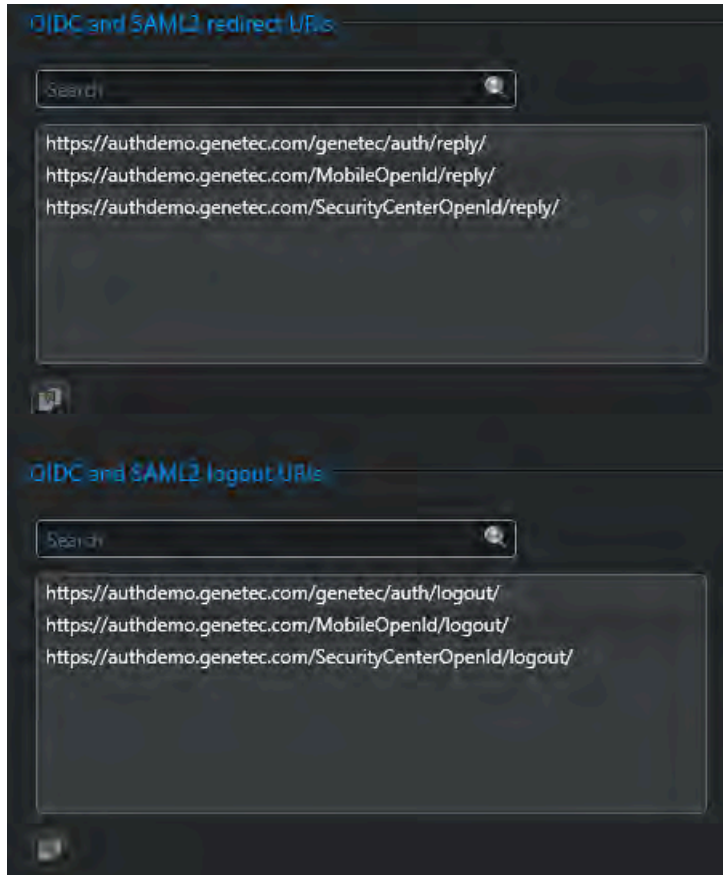 OIDC and SAML2 redirect URIs
Search
https://authdemo.genetec.com/genetec/auth/reply/
https://authdemo.genetec.com/MobileOpenId/reply/
https://authdemo.genetec.com/SecurityCenterOpenId/reply/
OIDC and SAML2 logout URIs
Search
https://authdemo.genetec.com/genetec/auth/logout/
https://authdemo.genetec.com/MobileOpenId/logout/
https://authdemo.genetec.com/SecurityCenterOpenId/logout/